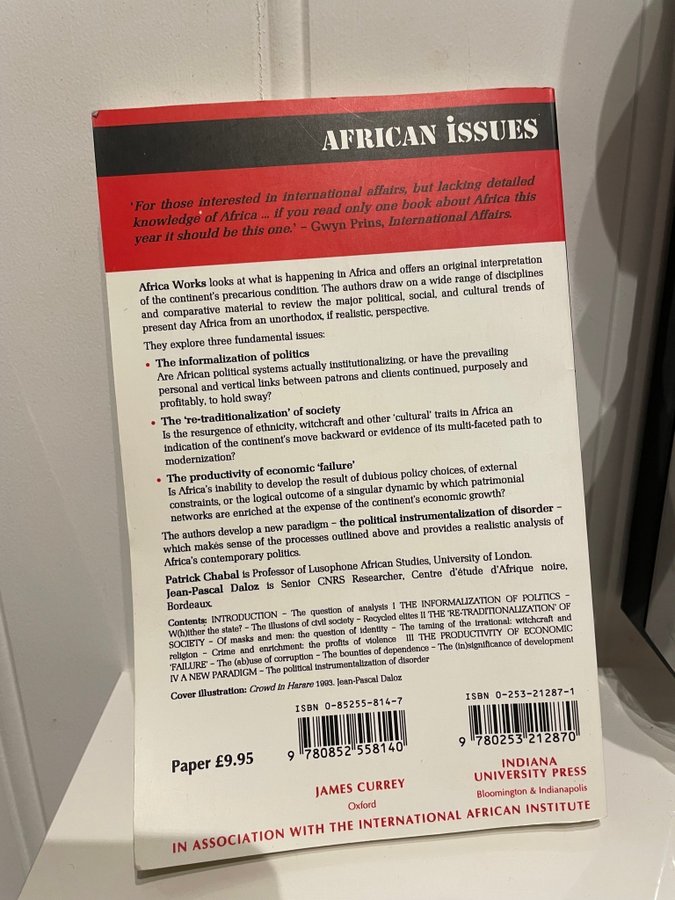 AFRICAN iSSUES
'For those interested in international affairs, but lacking detailed
knowledge of Africa ... if you read only one book about Africa this
year it should be this one.' – Gwyn Prins, International Affairs.
Africa Works looks at what is happening in Africa and offers an original interpretation
of the continent's precarious condition. The authors draw on a wide range of disciplines
and comparative material to review the major political, social, and cultural trends of
present day Africa from an unorthodox, if realistic, perspective.
They explore three fundamental issues:
• The informalization of politics
Are African political systems actually institutionalizing, or have the prevailing
personal and vertical links between patrons and clients continued, purposely and
profitably, to hold sway?
• The 're-traditionalization' of society
Is the resurgence of ethnicity, witchcraft and other 'cultural' traits in Africa an
indication of the continent's move backward or evidence of its multi-faceted path to
modernization?
• The productivity of economic 'failure'
Is Africa's inability to develop the result of dubious policy choices, of external
constraints, or the logical outcome of a singular dynamic by which patrimonial
networks are enriched at the expense of the continent's economic growth?
The authors develop a new paradigm – the political instrumentalization of disorder –
which makes sense of the processes outlined above and provides a realistic analysis of
Africa's contemporary politics.
Patrick Chabal is Professor of Lusophone African Studies, University of London.
Jean-Pascal Daloz is Senior CNRS Researcher, Centre d'étude d'Afrique noire,
Bordeaux.
Contents: INTRODUCTION – The question of analysis I THE INFORMALIZATION OF POLITICS –
W(h)ither the state? – The illusions of civil society – Recycled elites II THE 'RE-TRADITIONALIZATION' OF
SOCIETY – Of masks and men: the question of identity – The taming of the irrational: witchcraft and
religion – Crime and enrichment: the profits of violence III THE PRODUCTIVITY OF ECONOMIC
'FAILURE' – The (ab)use of corruption – The bounties of dependence – The (in)significance of development
IV A NEW PARADIGM – The political instrumentalization of disorder
Cover illustration: Crowd in Harare 1993. Jean-Pascal Daloz
ISBN 0-85255-814-7
9 780852 558140
ISBN 0-253-21287-1
9 780253 212870
Paper £9.95
JAMES CURREY
Oxford
INDIANA
UNIVERSITY PRESS
Bloomington & Indianapolis
IN ASSOCIATION WITH THE INTERNATIONAL AFRICAN INSTITUTE